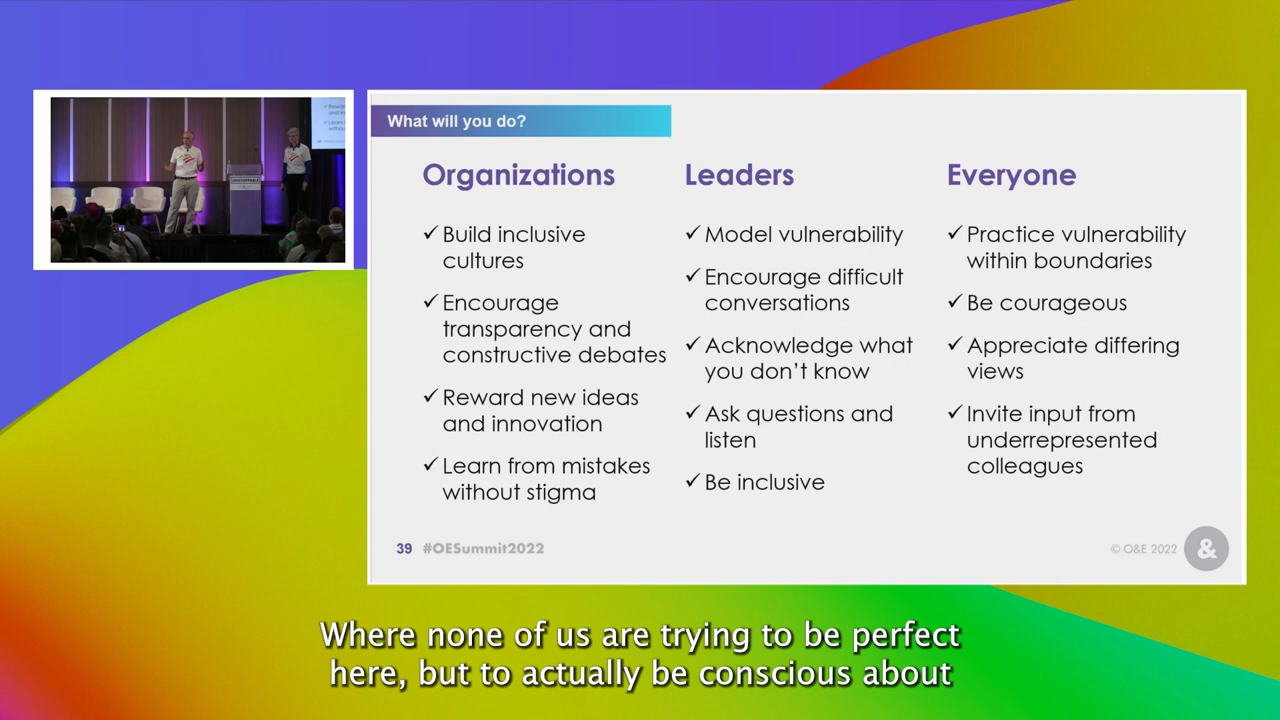 What will you do?
Organizations
✓ Build inclusive
cultures
✓ Encourage
transparency and
constructive debates
✓ Reward new ideas
and innovation
✓ Learn from mistakes
without stigma
Leaders
✓ Model vulnerability
✓ Encourage difficult
conversations
✓ Acknowledge what
you don’t know
✓ Ask questions and
listen
✓ Be inclusive
Everyone
✓ Practice vulnerability
within boundaries
✓ Be courageous
✓ Appreciate differing
views
✓ Invite input from
underrepresented
colleagues
39 #OESummit2022
© O&E 2022 &
Where none of us are trying to be perfect
here, but to actually be conscious about